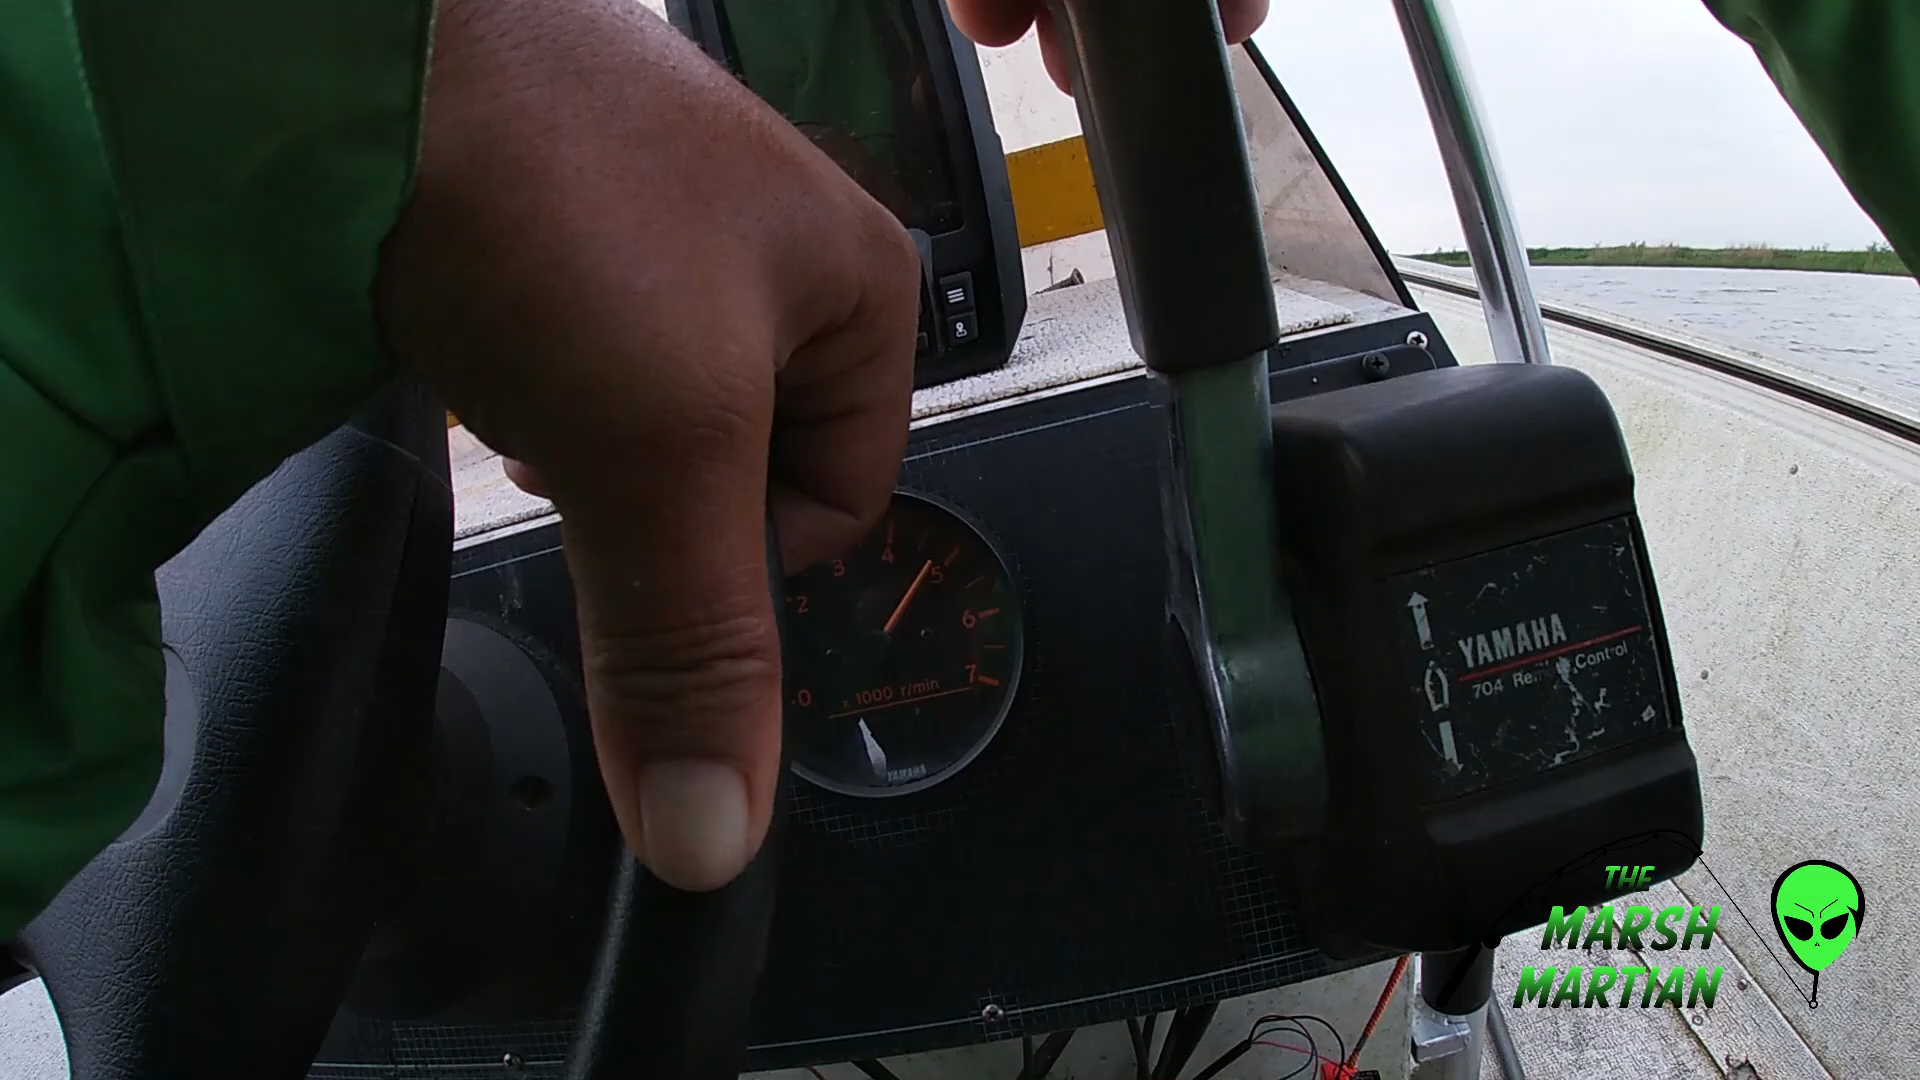 2
3
4
5
6
7
0
x 1000 r/min
YAMAHA
YAMAHA
704 Control
THE
MARSH
MARTIAN